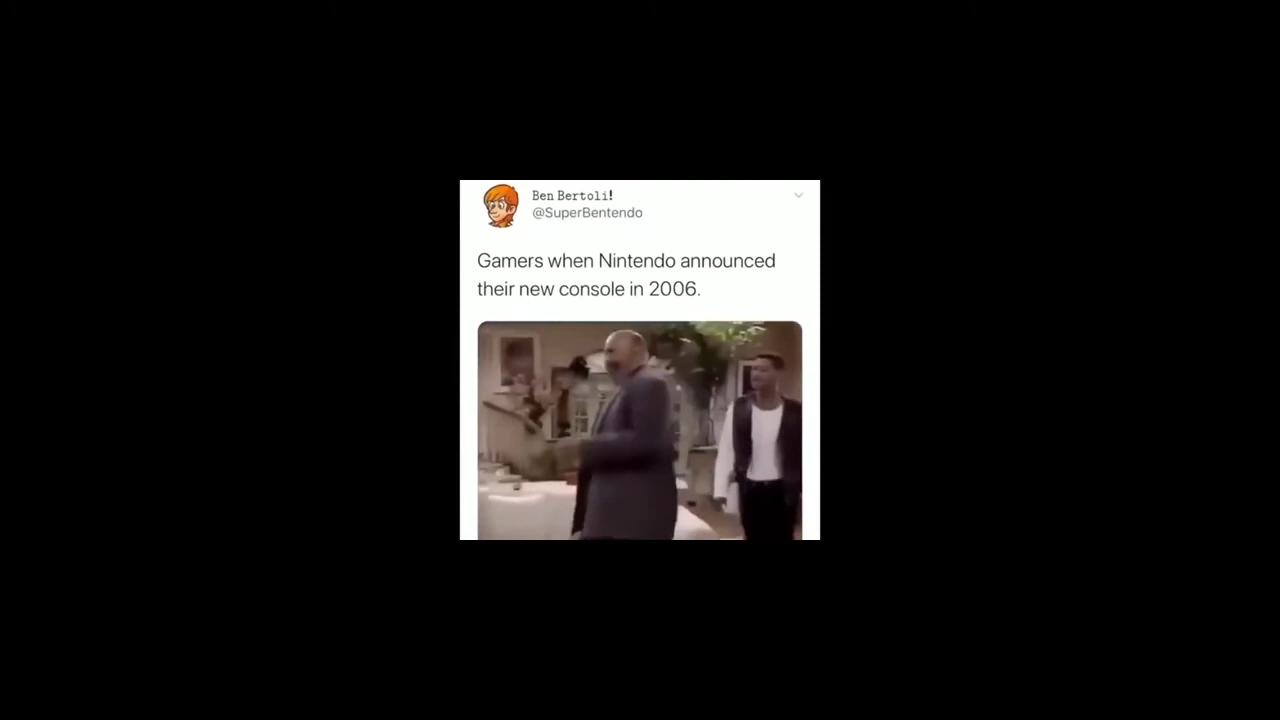 Ben Bertoli!
@SuperBentendo
Gamers when Nintendo announced
their new console in 2006.